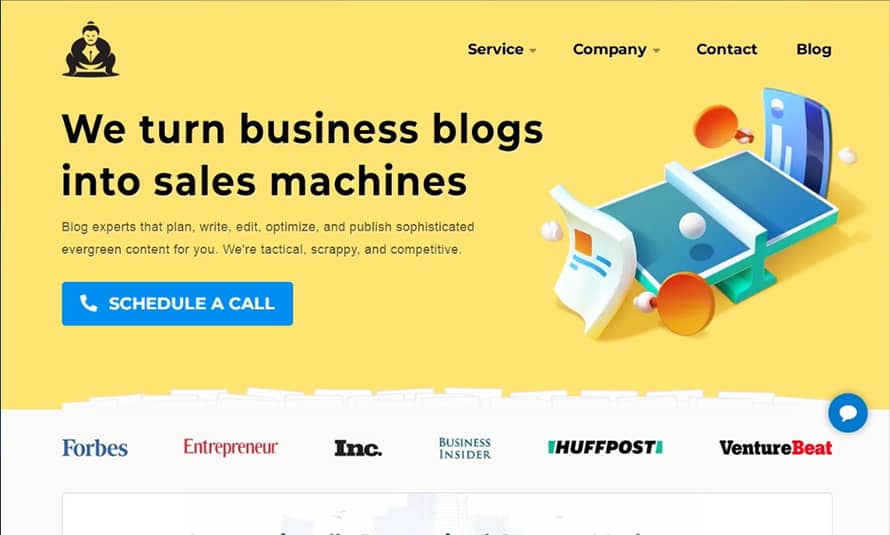 Service
Company
Contact
Blog
We turn business blogs
into sales machines
Blog experts that plan, write, edit, optimize, and publish sophisticated
evergreen content for you. We're tactical, scrappy, and competitive.
SCHEDULE A CALL
Forbes
Entrepreneur
Inc.
BUSINESS
INSIDER
HUFFPOST
VentureBeat